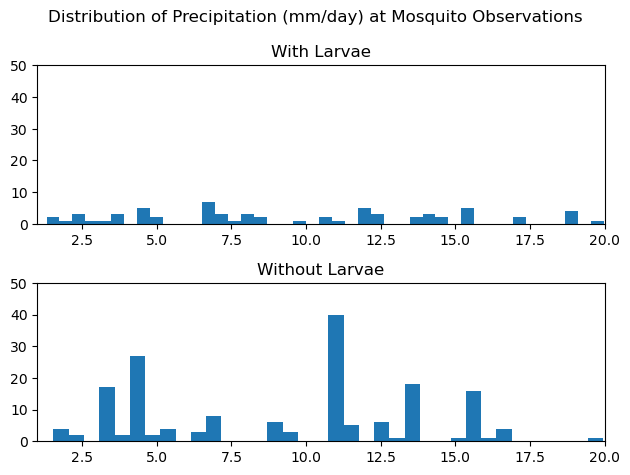 Distribution of Precipitation (mm/day) at Mosquito Observations
With Larvae
50
40
30
20
10
0
2.5 5.0 7.5 10.0 12.5 15.0 17.5 20.0
Without Larvae
50
40
30
20
10
0
2.5 5.0 7.5 10.0 12.5 15.0 17.5 20.0